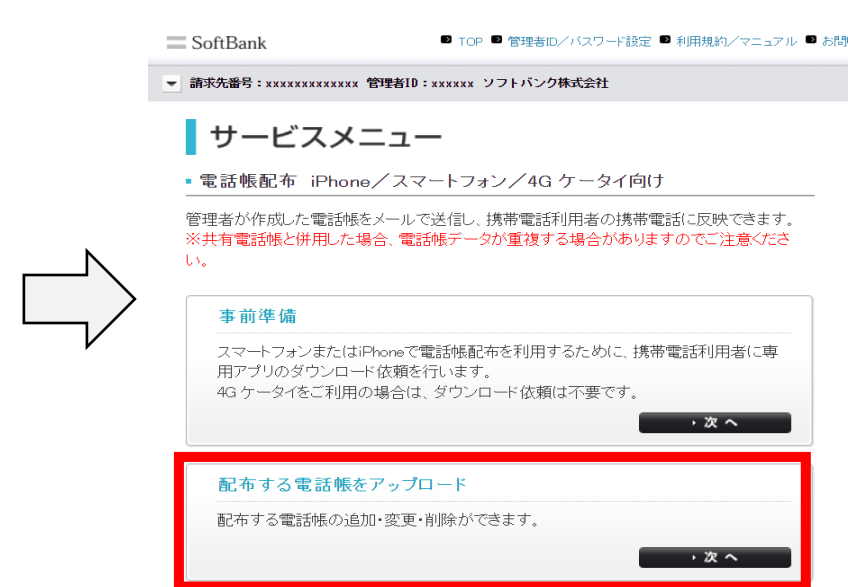 SoftBank
TOP 管理者ID／パスワード設定 利用規約／マニュアル お問
請求先番号：xxxxxxxxxxxxx 管理者ID：xxxxxx ソフトバンク株式会社
サービスメニュー
電話帳配布 iPhone／スマートフォン／4G ケータイ向け
管理者が作成した電話帳をメールで送信し、携帯電話利用者の携帯電話に反映できます。
※共有電話帳と併用した場合、電話帳データが重複する場合がありますのでご注意くださ
い。
事前準備
スマートフォンまたはiPhoneで電話帳配布を利用するために、携帯電話利用者に専
用アプリのダウンロード依頼を行います。
4G ケータイをご利用の場合は、ダウンロード依頼は不要です。
次へ
配布する電話帳をアップロード
配布する電話帳の追加・変更・削除ができます。
次へ